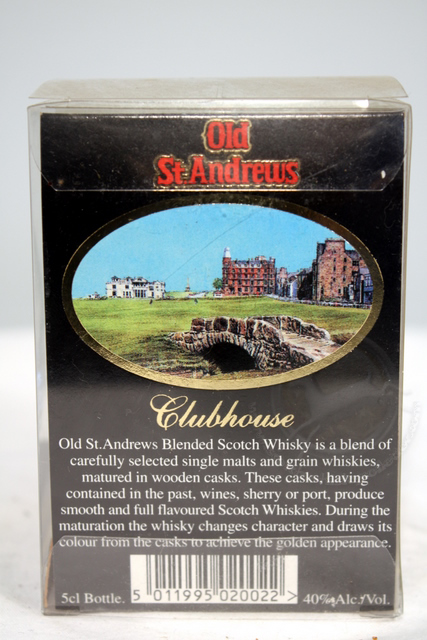 Old
St.Andrews
Clubhouse
Old St.Andrews Blended Scotch Whisky is a blend of
carefully selected single malts and grain whiskies,
matured in wooden casks. These casks, having
contained in the past, wines, sherry or port, produce
smooth and full flavoured Scotch Whiskies. During the
maturation the whisky changes character and draws its
colour from the casks to achieve the golden appearance.
5cl Bottle. 5 011995 020022 > 40% Alc./Vol.